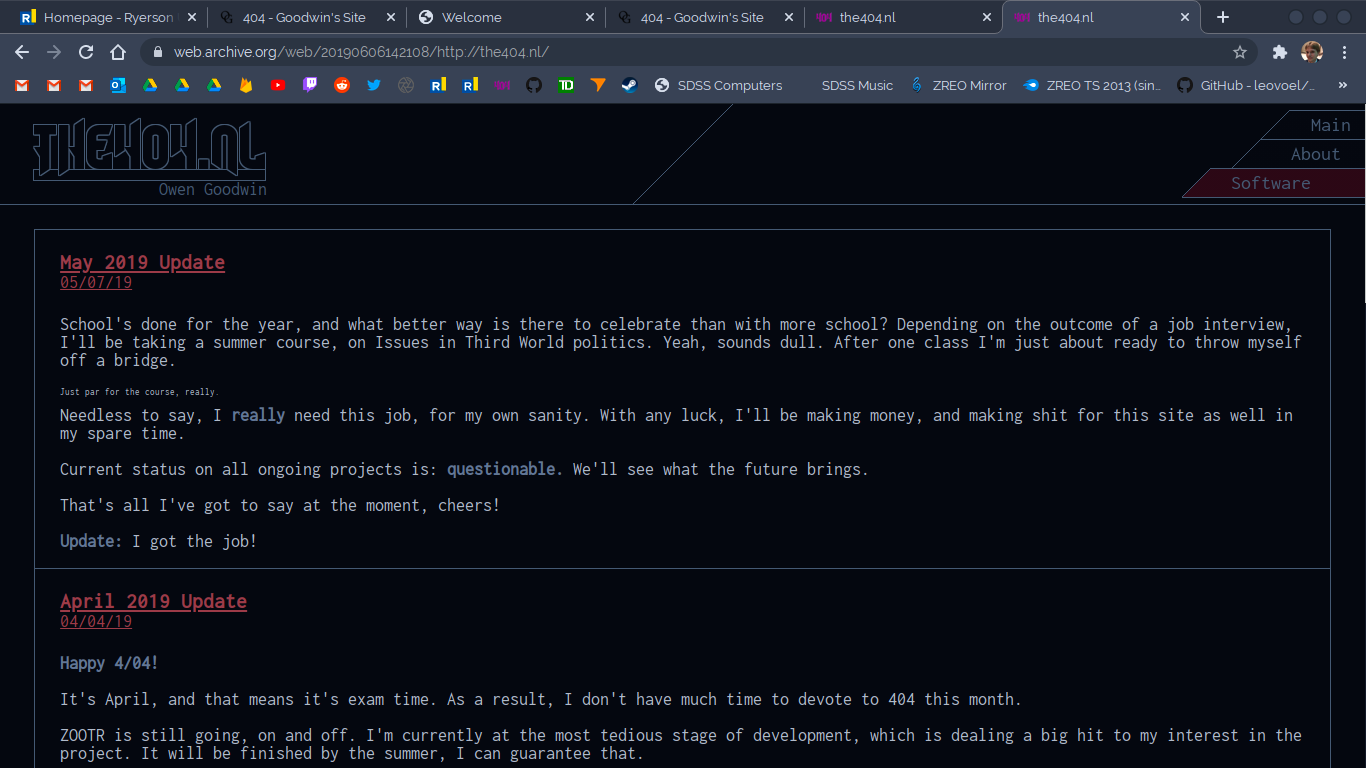 Homepage - Ryerson
404 - Goodwin's Site
Welcome
404 - Goodwin's Site
the404.nl
the404.nl
web.archive.org/web/20190606142108/http://the404.nl/
SDSS Computers
SDSS Music
ZREO Mirror
ZREO TS 2013 (sin...
GitHub - leovoel/...
THE404.NL
Owen Goodwin
Main
About
Software
May 2019 Update
05/07/19
School's done for the year, and what better way is there to celebrate than with more school? Depending on the outcome of a job interview,
I'll be taking a summer course, on Issues in Third World politics. Yeah, sounds dull. After one class I'm just about ready to throw myself
off a bridge.
Just par for the course, really.
Needless to say, I really need this job, for my own sanity. With any luck, I'll be making money, and making shit for this site as well in
my spare time.
Current status on all ongoing projects is: questionable. We'll see what the future brings.
That's all I've got to say at the moment, cheers!
Update: I got the job!
April 2019 Update
04/04/19
Happy 4/04!
It's April, and that means it's exam time. As a result, I don't have much time to devote to 404 this month.
ZOOTR is still going, on and off. I'm currently at the most tedious stage of development, which is dealing a big hit to my interest in the
project. It will be finished by the summer, I can guarantee that.